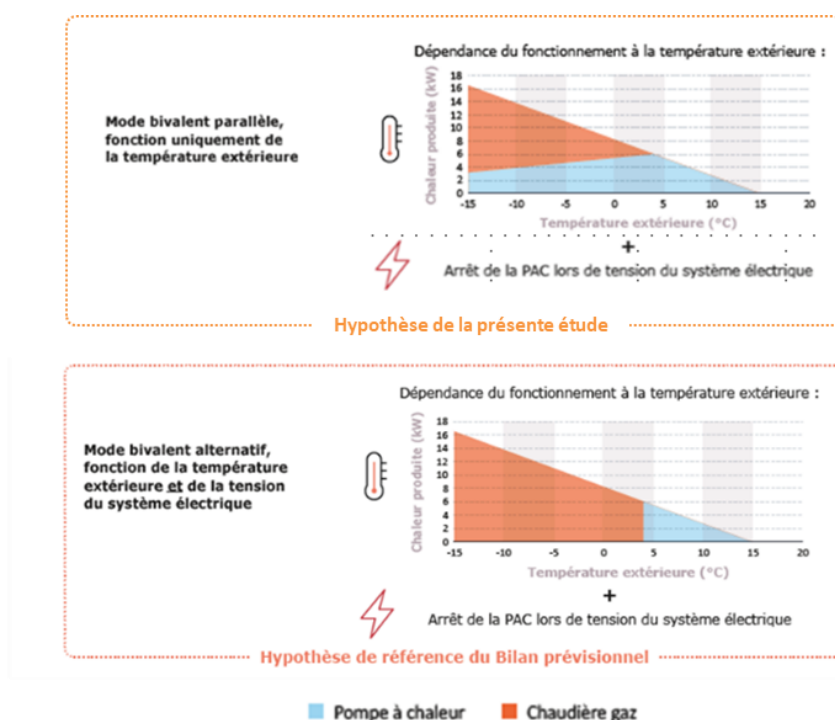 Dépendance du fonctionnement à la température extérieure :
Mode bivalent parallèle,
fonction uniquement de
la température extérieure
Chaleur produite (kW)
18
16
14
12
10
8
6
4
2
0
-15 -10 -5 0 5 10 15 20
Température extérieure (°C)
+
Arrêt de la PAC lors de tension du système électrique
Hypothèse de la présente étude
Dépendance du fonctionnement à la température extérieure :
Mode bivalent alternatif,
fonction de la température
extérieure et de la tension
du système électrique
Chaleur produite (kW)
18
16
14
12
10
8
6
4
2
0
-15 -10 -5 0 5 10 15 20
Température extérieure (°C)
+
Arrêt de la PAC lors de tension du système électrique
Hypothèse de référence du Bilan prévisionnel
Pompe à chaleur Chaudière gaz